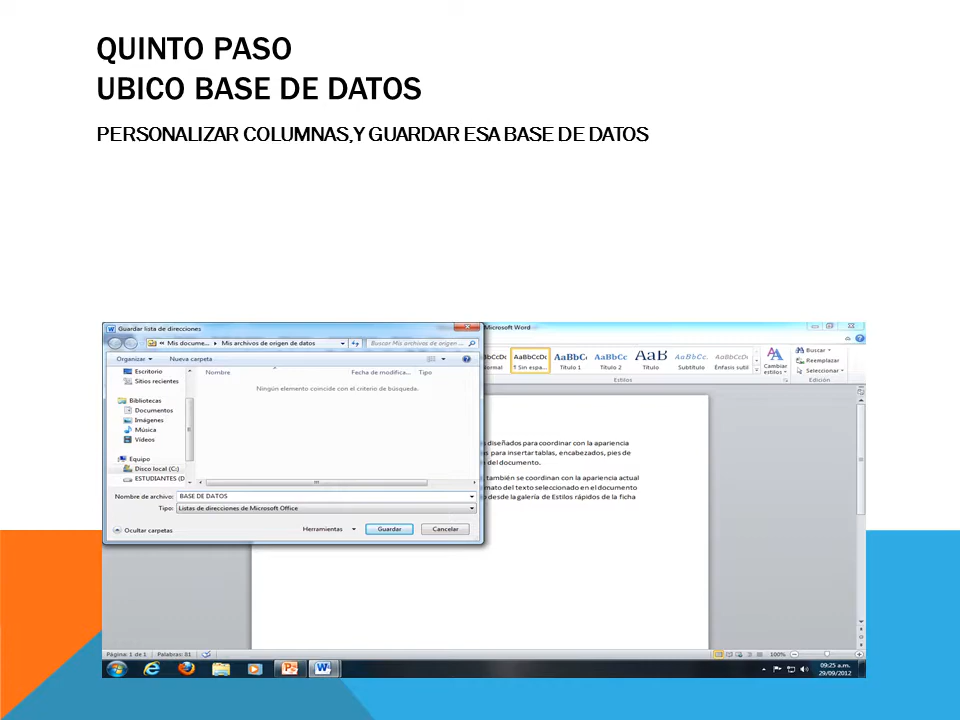 QUINTO PASO
UBICO BASE DE DATOS
PERSONALIZAR COLUMNAS,Y GUARDAR ESA BASE DE DATOS
Guardar lista de direcciones
Microsoft Word
« Mis docume... ▸ Mis archivos de origen de datos
Buscar Mis archivos de origen ...
Organizar
Nueva carpeta
Nombre
Fecha de modifica...
Tipo
Ningún elemento coincide con el criterio de búsqueda.
Escritorio
Sitios recientes
Bibliotecas
Documentos
Imágenes
Música
Vídeos
Equipo
Disco local (C:)
ESTUDIANTES (D
Nombre de archivo: BASE DE DATOS
Tipo: Listas de direcciones de Microsoft Office
Ocultar carpetas
Herramientas
Guardar
Cancelar
AaBbCcDc AaBbC AaBbCc AaB AaBbCc. AaBbCcDc
¶ Sin espa... Título 1 Título 2 Título Subtítulo Énfasis sutil
Cambiar estilos
Estilos
Buscar
Reemplazar
Seleccionar
Edición
diseñados para coordinar con la apariencia
para insertar tablas, encabezados, pies de
del documento.
también se coordinan con la apariencia actual
del texto seleccionado en el documento
desde la galería de Estilos rápidos de la ficha
Página: 1 de 1
Palabras: 81
100%
09:25 a.m.
29/09/2012